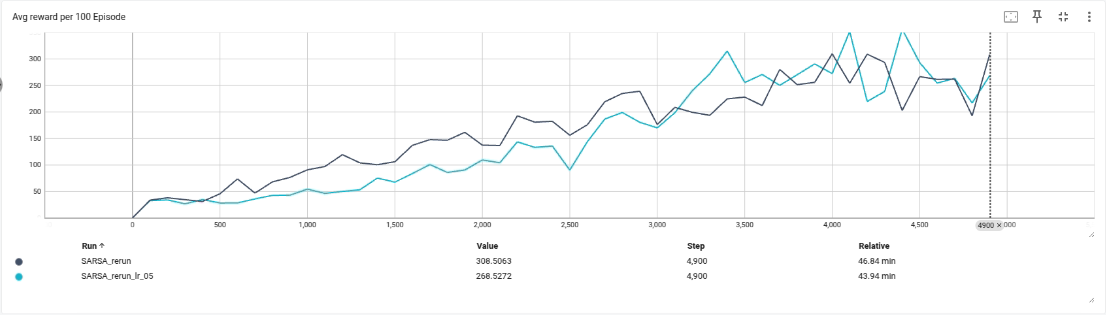 Avg reward per 100 Episode
300
250
200
150
100
50
0 500 1,000 1,500 2,000 2,500 3,000 3,500 4,000 4,500 4900 × 000
Run ↑ Value Step Relative
SARSA_rerun 308.5063 4,900 46.84 min
SARSA_rerun_lr_05 268.5272 4,900 43.94 min